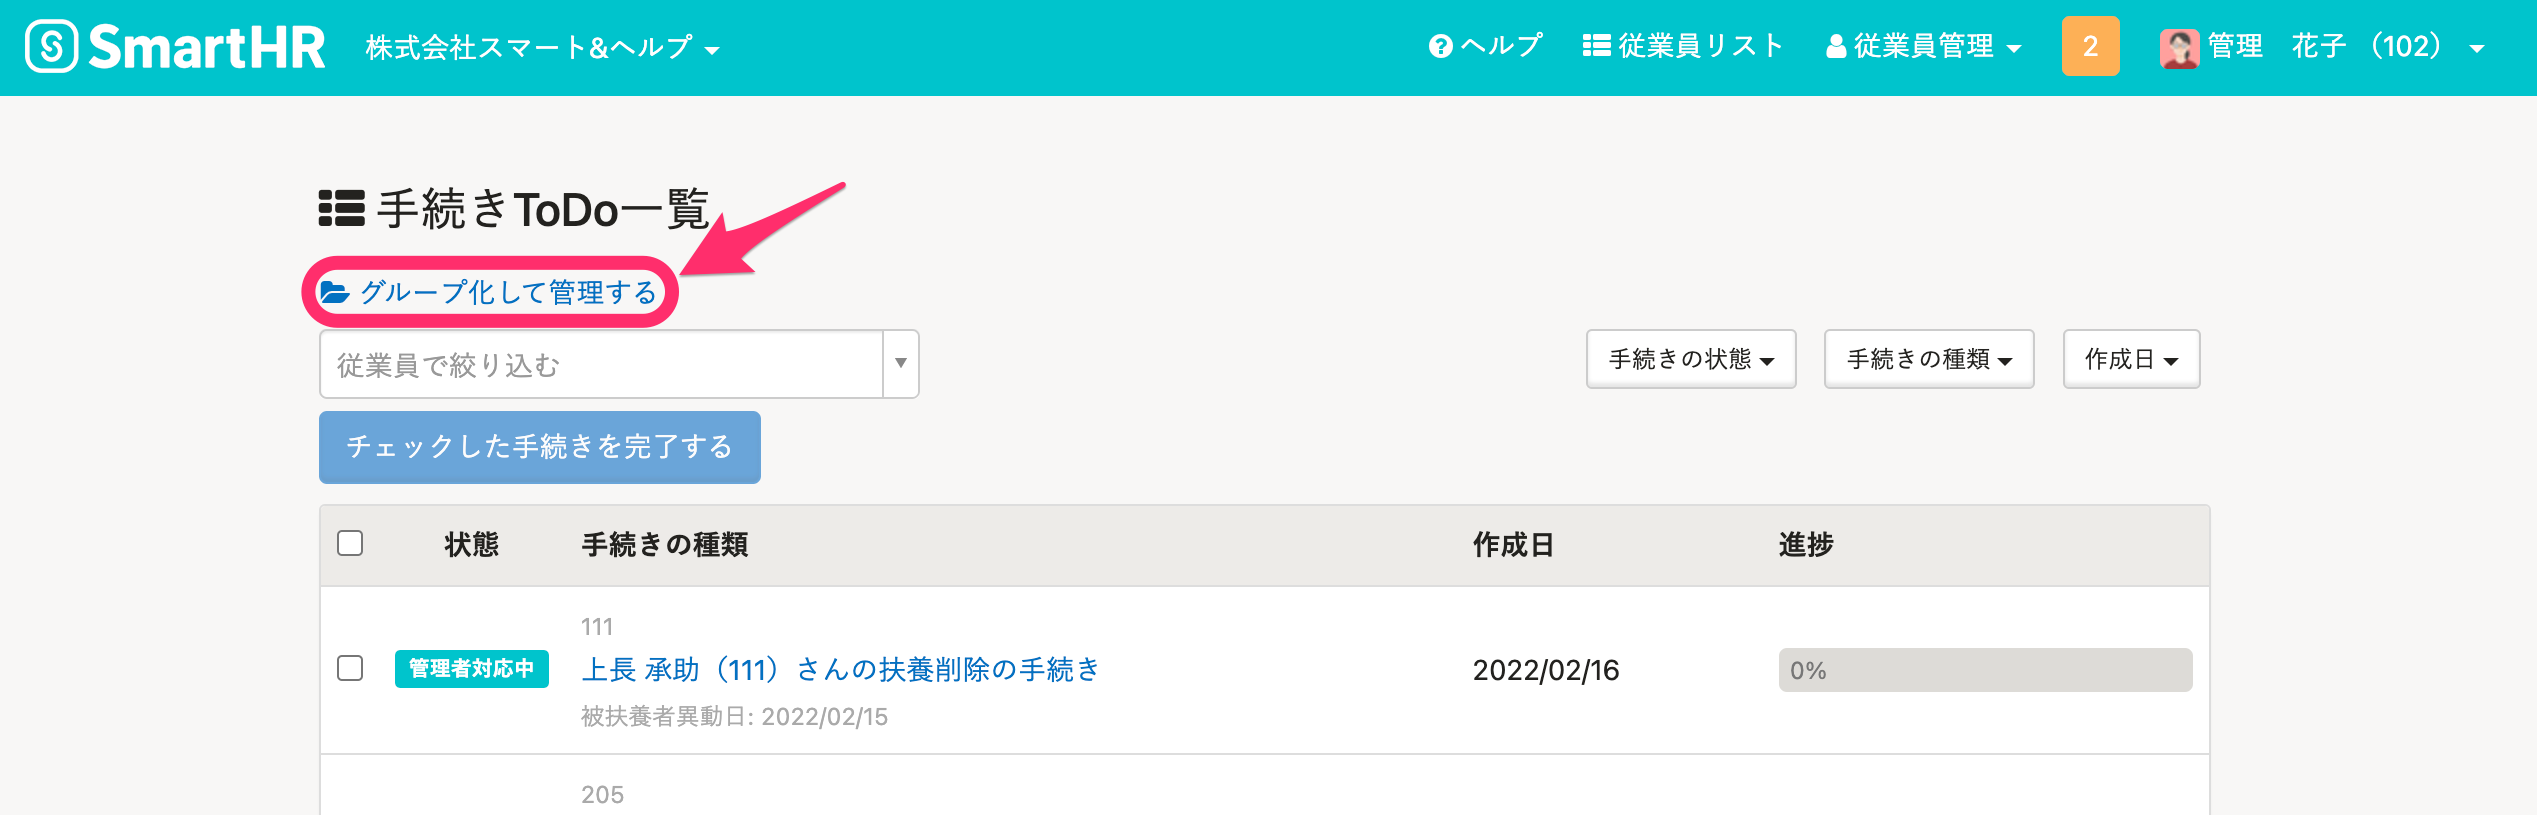 SmartHR 株式会社スマート&ヘルプ ヘルプ 従業員リスト 従業員管理 2 管理 花子 （102）
手続きToDo一覧
グループ化して管理する
従業員で絞り込む 手続きの状態 手続きの種類 作成日
チェックした手続きを完了する
状態 手続きの種類 作成日 進捗
111
管理者対応中 上長 承助（111）さんの扶養削除の手続き 2022/02/16 0%
被扶養者異動日: 2022/02/15
205